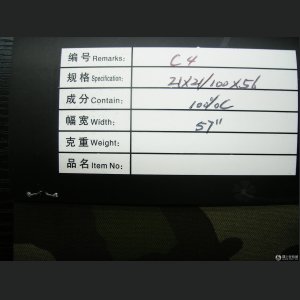 编号 Remarks: C4
规格 Specification: 21X21/100X56
成分 Contain: 100%C
幅宽 Width: 57"
克重 Weight:
品名 Item No: